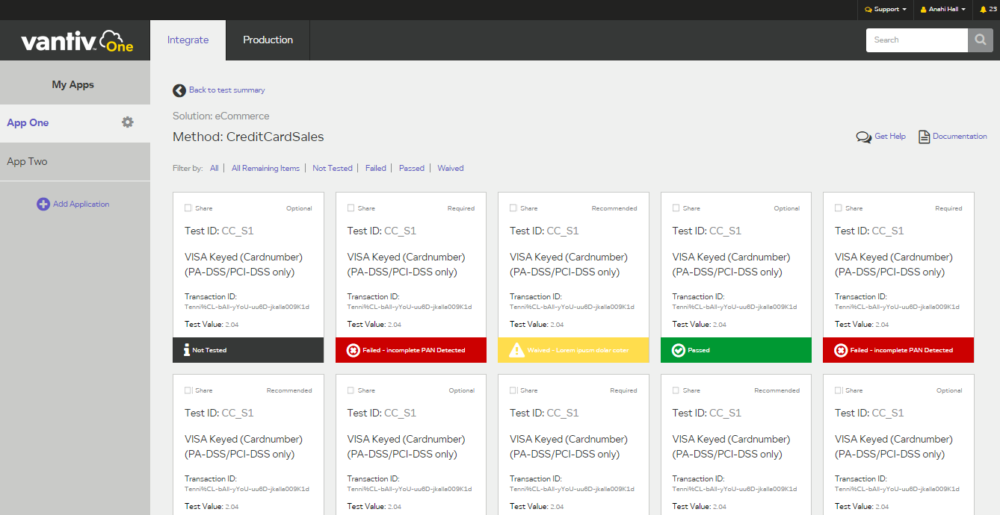 Support
Anahi Hall
23
vantiv One
Integrate
Production
Search
My Apps
App One
App Two
Add Application
Back to test summary
Solution: eCommerce
Method: CreditCardSales
Get Help
Documentation
Filter by: All | All Remaining Items | Not Tested | Failed | Passed | Waived
Share Optional
Test ID: CC_S1
VISA Keyed (Cardnumber)
(PA-DSS/PCI-DSS only)
Transaction ID:
Tenni%CL-bAll-yYoU-uu6D-jkalla009K1d
Test Value: 2.04
Not Tested
Share Required
Test ID: CC_S1
VISA Keyed (Cardnumber)
(PA-DSS/PCI-DSS only)
Transaction ID:
Tenni%CL-bAll-yYoU-uu6D-jkalla009K1d
Test Value: 2.04
Failed - incomplete PAN Detected
Share Recommended
Test ID: CC_S1
VISA Keyed (Cardnumber)
(PA-DSS/PCI-DSS only)
Transaction ID:
Tenni%CL-bAll-yYoU-uu6D-jkalla009K1d
Test Value: 2.04
Waived - Lorem ipusm dolar cater
Share Optional
Test ID: CC_S1
VISA Keyed (Cardnumber)
(PA-DSS/PCI-DSS only)
Transaction ID:
Tenni%CL-bAll-yYoU-uu6D-jkalla009K1d
Test Value: 2.04
Passed
Share Required
Test ID: CC_S1
VISA Keyed (Cardnumber)
(PA-DSS/PCI-DSS only)
Transaction ID:
Tenni%CL-bAll-yYoU-uu6D-jkalla009K1d
Test Value: 2.04
Failed - incomplete PAN Detected
Share Recommended
Test ID: CC_S1
VISA Keyed (Cardnumber)
(PA-DSS/PCI-DSS only)
Transaction ID:
Tenni%CL-bAll-yYoU-uu6D-jkalla009K1d
Test Value: 2.04
Share Optional
Test ID: CC_S1
VISA Keyed (Cardnumber)
(PA-DSS/PCI-DSS only)
Transaction ID:
Tenni%CL-bAll-yYoU-uu6D-jkalla009K1d
Test Value: 2.04
Share Required
Test ID: CC_S1
VISA Keyed (Cardnumber)
(PA-DSS/PCI-DSS only)
Transaction ID:
Tenni%CL-bAll-yYoU-uu6D-jkalla009K1d
Test Value: 2.04
Share Recommended
Test ID: CC_S1
VISA Keyed (Cardnumber)
(PA-DSS/PCI-DSS only)
Transaction ID:
Tenni%CL-bAll-yYoU-uu6D-jkalla009K1d
Test Value: 2.04
Share Optional
Test ID: CC_S1
VISA Keyed (Cardnumber)
(PA-DSS/PCI-DSS only)
Transaction ID:
Tenni%CL-bAll-yYoU-uu6D-jkalla009K1d
Test Value: 2.04